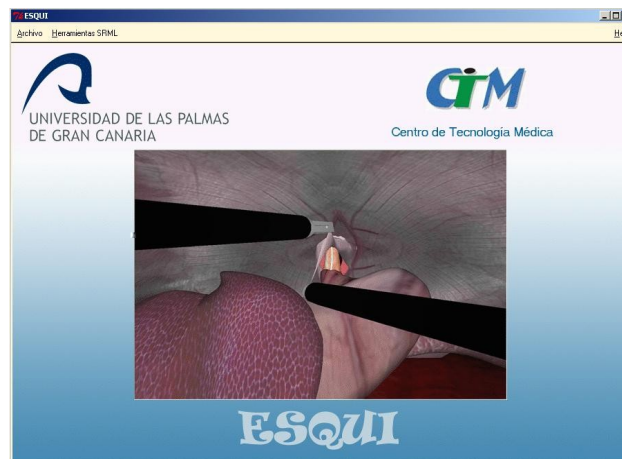 ESQUI
Archivo Herramientas SRML
UNIVERSIDAD DE LAS PALMAS
DE GRAN CANARIA
CTM
Centro de Tecnología Médica
ESQUI